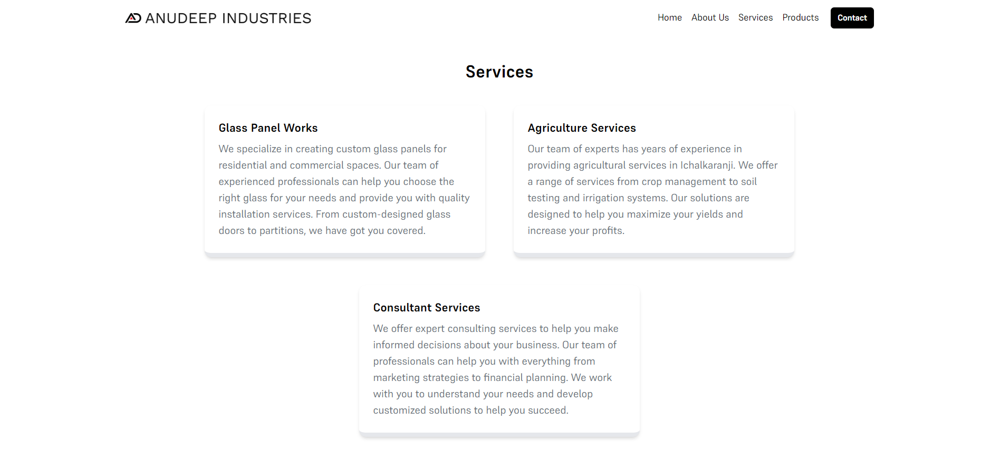 ANUDEEP INDUSTRIES
Home About Us Services Products Contact
Services
Glass Panel Works
We specialize in creating custom glass panels for
residential and commercial spaces. Our team of
experienced professionals can help you choose the
right glass for your needs and provide you with quality
installation services. From custom-designed glass
doors to partitions, we have got you covered.
Agriculture Services
Our team of experts has years of experience in
providing agricultural services in Ichalkaranji. We offer
a range of services from crop management to soil
testing and irrigation systems. Our solutions are
designed to help you maximize your yields and
increase your profits.
Consultant Services
We offer expert consulting services to help you make
informed decisions about your business. Our team of
professionals can help you with everything from
marketing strategies to financial planning. We work
with you to understand your needs and develop
customized solutions to help you succeed.